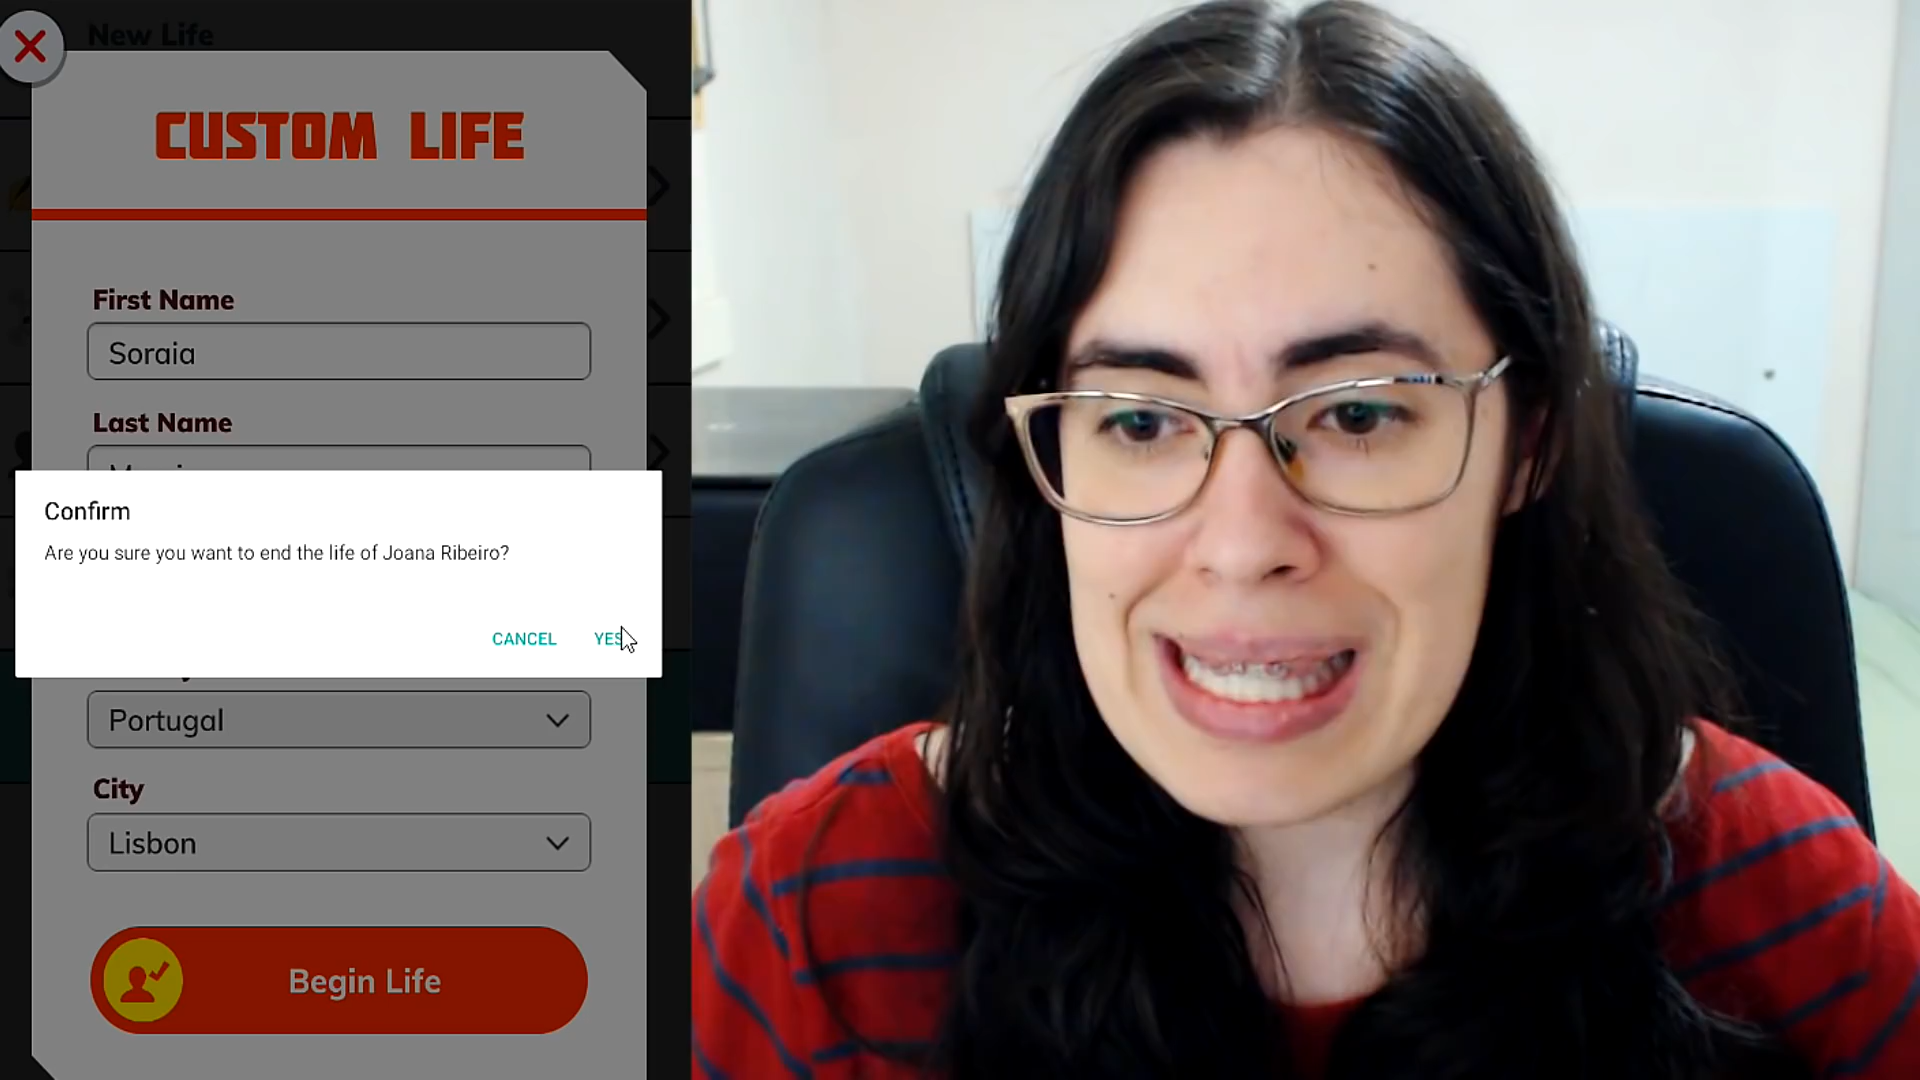 New Life
CUSTOM LIFE
First Name
Soraia
Last Name
Confirm
Are you sure you want to end the life of Joana Ribeiro?
CANCEL YES
Portugal
City
Lisbon
Begin Life